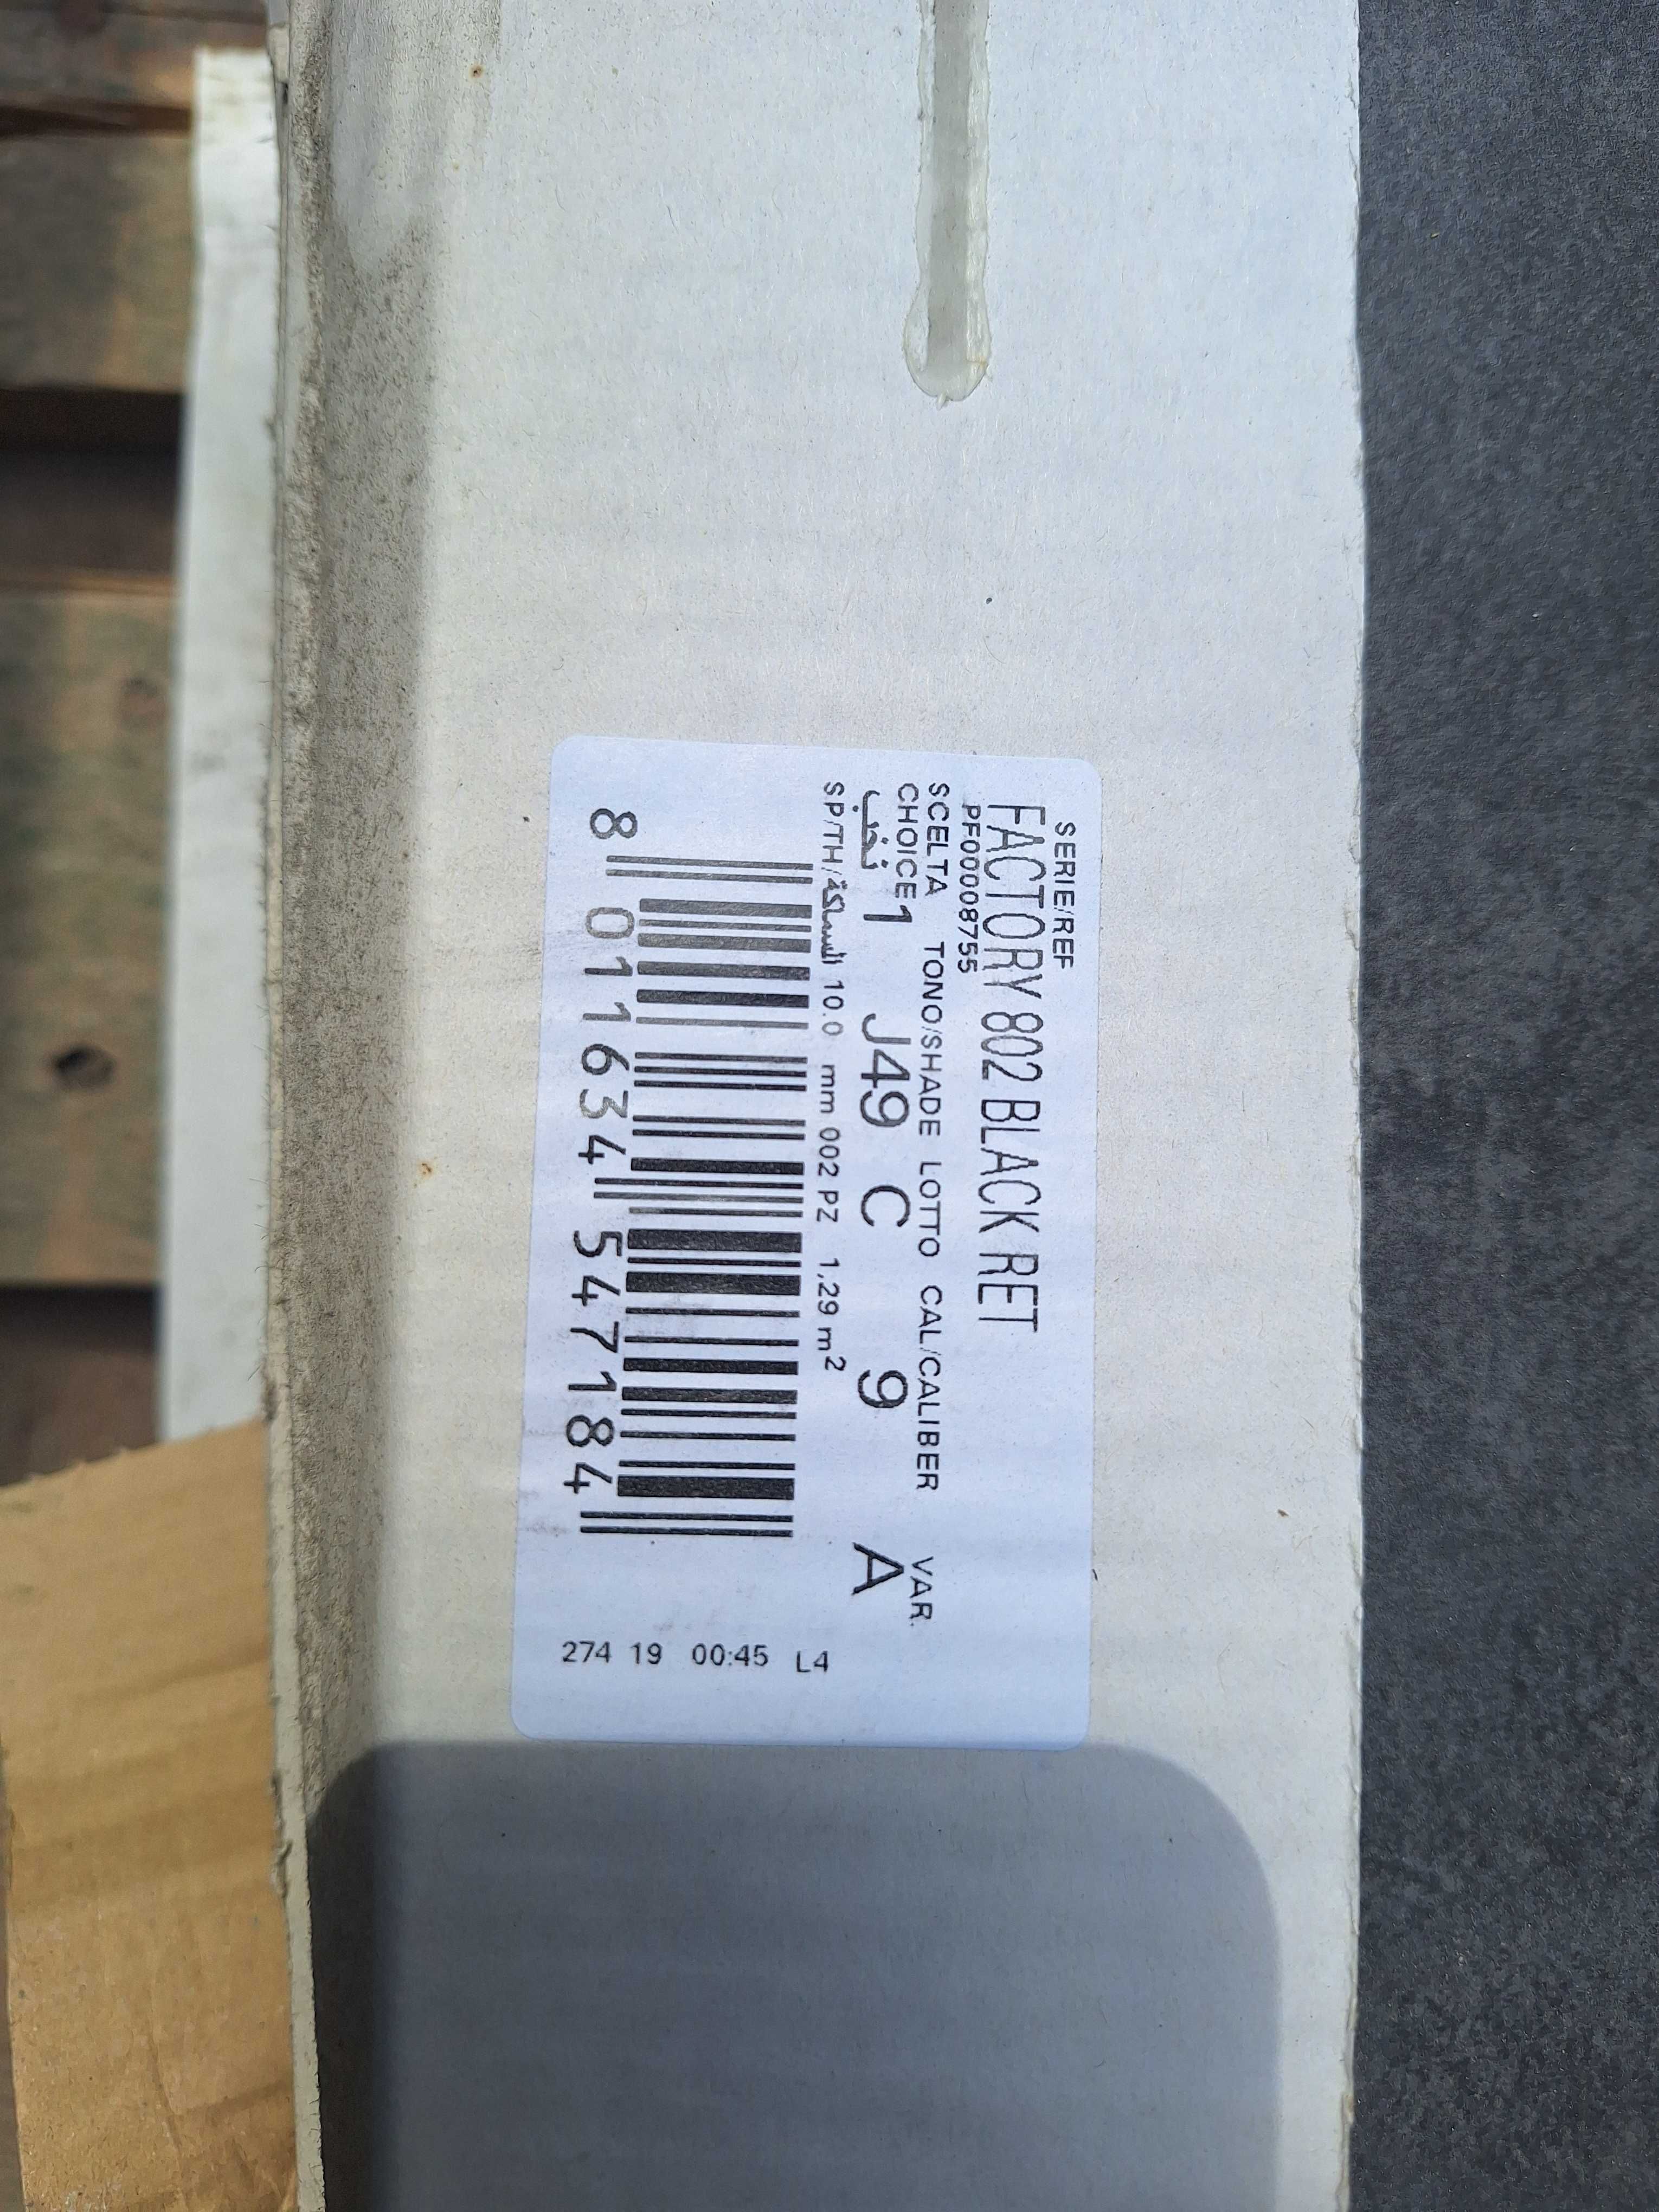 SERIE/REF
FACTORY 802 BLACK RET
PF00008755
SCELTA TONO/SHADE LOTTO CAL/CALIBER VAR.
CHOICE
نخب 1 J49 C 9 A
SP/TH/السماكة 10.0 mm 002 PZ 1,29 m²
8 011634 547184
274 19 00:45 L4